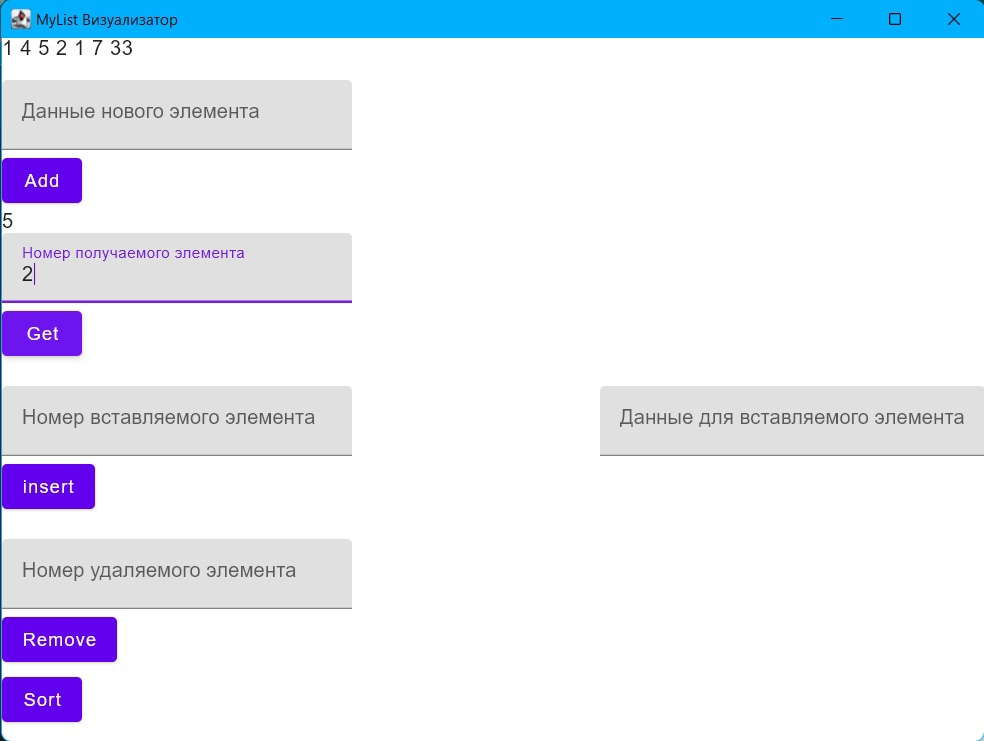 MyList Визуализатор
1 4 5 2 1 7 33
Данные нового элемента
Add
5
Номер получаемого элемента
2
Get
Номер вставляемого элемента
Данные для вставляемого элемента
insert
Номер удаляемого элемента
Remove
Sort